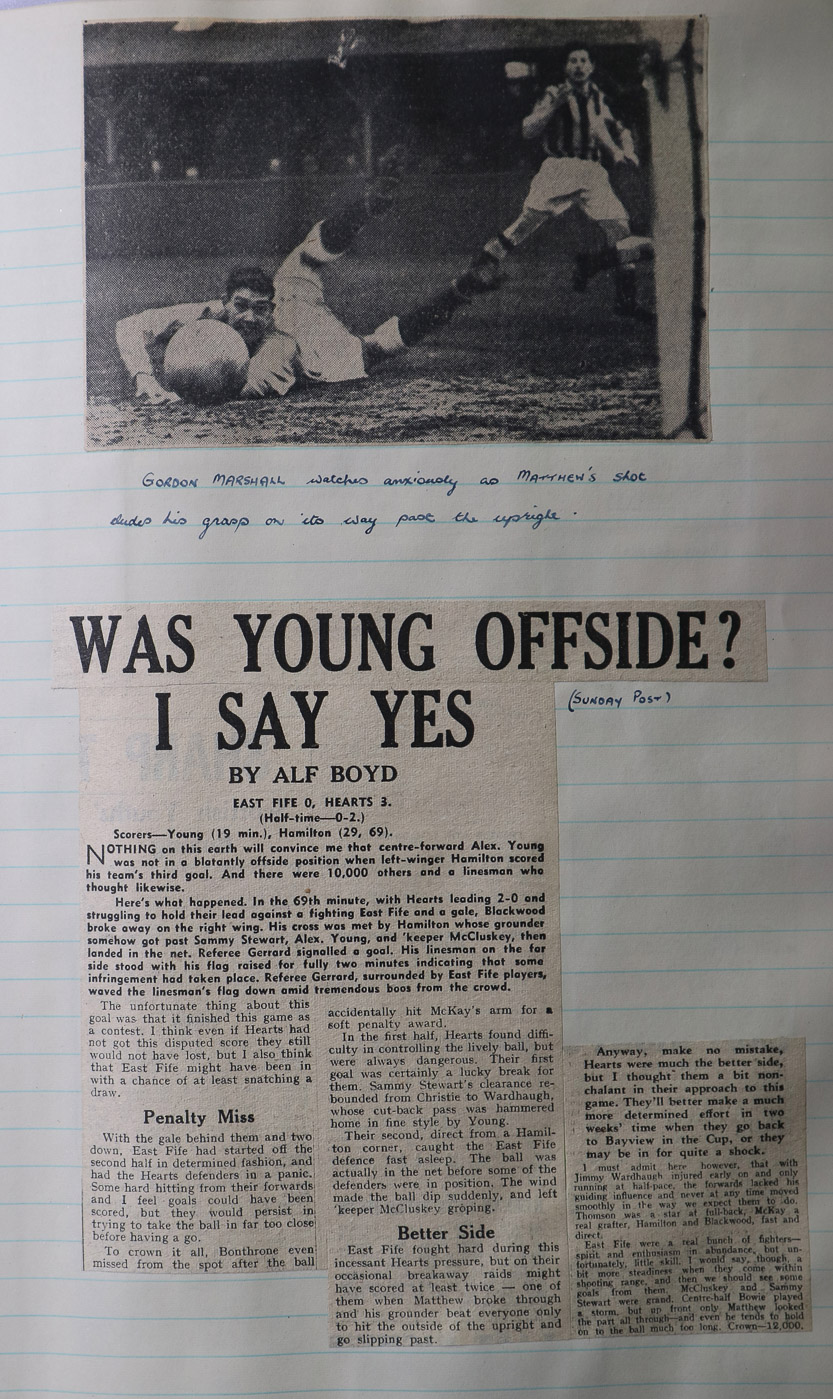 GORDON MARSHALL watches anxiously as MATTHEW'S shot
eludes his grasp on its way past the upright.
WAS YOUNG OFFSIDE?
I SAY YES
(SUNDAY POST)
BY ALF BOYD
EAST FIFE 0, HEARTS 3.
(Half-time—0-2.)
Scorers—Young (19 min.), Hamilton (29, 69).
NOTHING on this earth will convince me that centre-forward Alex. Young
was not in a blatantly offside position when left-winger Hamilton scored
his team's third goal. And there were 10,000 others and a linesman who
thought likewise.
Here's what happened. In the 69th minute, with Hearts leading 2-0 and
struggling to hold their lead against a fighting East Fife and a gale, Blackwood
broke away on the right wing. His cross was met by Hamilton whose grounder
somehow got past Sammy Stewart, Alex. Young, and 'keeper McCluskey, then
landed in the net. Referee Gerrard signalled a goal. His linesman on the far
side stood with his flag raised for fully two minutes indicating that some
infringement had taken place. Referee Gerrard, surrounded by East Fife players,
waved the linesman's flag down amid tremendous boos from the crowd.
The unfortunate thing about this
goal was that it finished this game as
a contest. I think even if Hearts had
not got this disputed score they still
would not have lost, but I also think
that East Fife might have been in
with a chance of at least snatching a
draw.
Penalty Miss
With the gale behind them and two
down, East Fife had started off the
second half in determined fashion, and
had the Hearts defenders in a panic.
Some hard hitting from their forwards
and I feel goals could have been
scored, but they would persist in
trying to take the ball in far too close
before having a go.
To crown it all, Bonthrone even
missed from the spot after the ball
accidentally hit McKay's arm for a
soft penalty award.
In the first half, Hearts found diffi-
culty in controlling the lively ball, but
were always dangerous. Their first
goal was certainly a lucky break for
them. Sammy Stewart's clearance re-
bounded from Christie to Wardhaugh,
whose cut-back pass was hammered
home in fine style by Young.
Their second, direct from a Hamil-
ton corner, caught the East Fife
defence fast asleep. The ball was
actually in the net before some of the
defenders were in position. The wind
made the ball dip suddenly, and left
'keeper McCluskey groping.
Better Side
East Fife fought hard during this
incessant Hearts pressure, but on their
occasional breakaway raids might
have scored at least twice — one of
them when Matthew broke through
and his grounder beat everyone only
to hit the outside of the upright and
go slipping past.
Anyway, make no mistake,
Hearts were much the better side,
but I thought them a bit non-
chalant in their approach to this
game. They'll better make a much
more determined effort in two
weeks' time when they go back
to Bayview in the Cup, or they
may be in for quite a shock.
I must admit here however, that with
Jimmy Wardhaugh injured early on and only
running at half-pace, the forwards lacked his
guiding influence and never at any time moved
smoothly in the way we expect them to do.
Thomson was a star at full-back, McKay a
real grafter, Hamilton and Blackwood, fast and
direct.
East Fife were a real bunch of fighters—
spirit and enthusiasm in abundance, but un-
fortunately, little skill. I would say, though, a
bit more steadiness when they come within
shooting range, and then we should see some
goals from them. McCluskey and Sammy
Stewart were grand. Centre-half Bowie played
a storm, but up front only Matthew looked
the part all through—and even he tends to hold
on to the ball much too long. Crown—12,000.